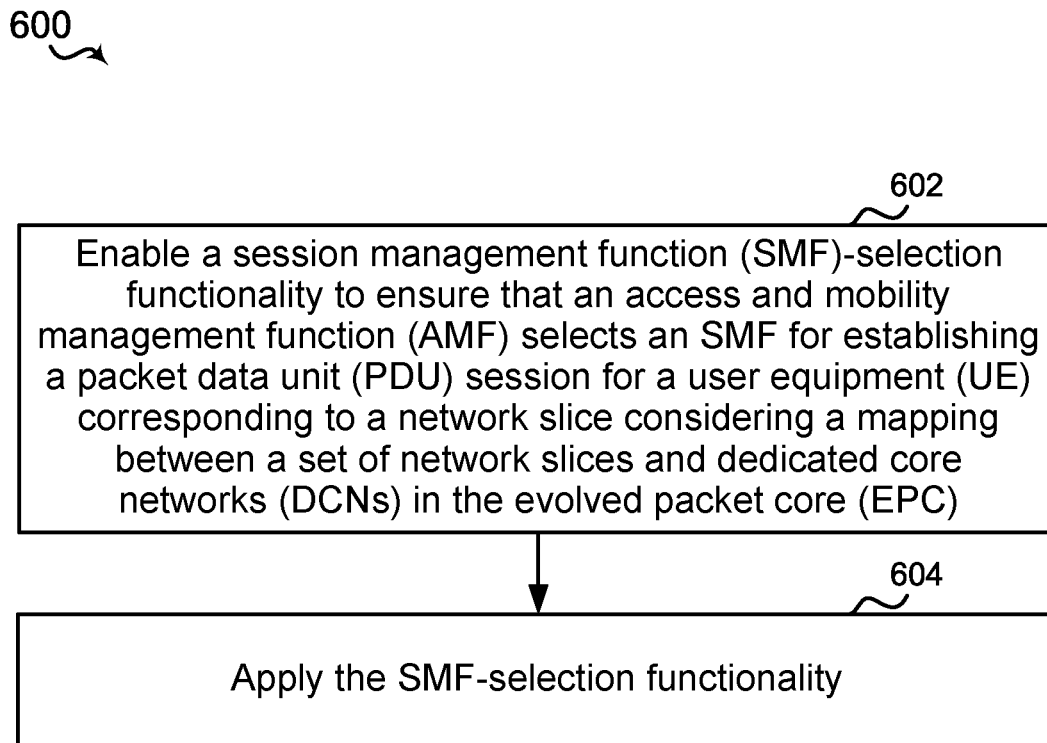 600
602
Enable a session management function (SMF)-selection
functionality to ensure that an access and mobility
management function (AMF) selects an SMF for establishing
a packet data unit (PDU) session for a user equipment (UE)
corresponding to a network slice considering a mapping
between a set of network slices and dedicated core
networks (DCNs) in the evolved packet core (EPC)
604
Apply the SMF-selection functionality